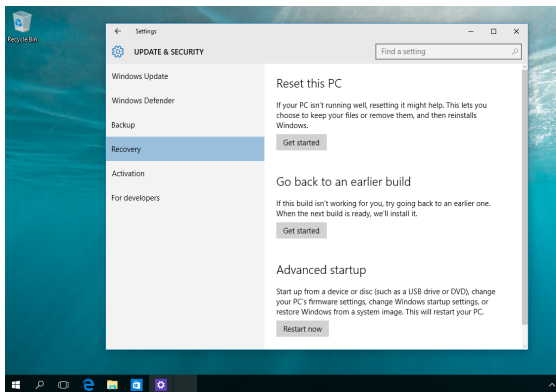 Recycle Bin
Settings
UPDATE & SECURITY
Find a setting
Windows Update
Windows Defender
Backup
Recovery
Activation
For developers
Reset this PC
If your PC isn't running well, resetting it might help. This lets you
choose to keep your files or remove them, and then reinstalls
Windows.
Get started
Go back to an earlier build
If this build isn't working for you, try going back to an earlier one.
When the next build is ready, we'll install it.
Get started
Advanced startup
Start up from a device or disc (such as a USB drive or DVD), change
your PC's firmware settings, change Windows startup settings, or
restore Windows from a system image. This will restart your PC.
Restart now